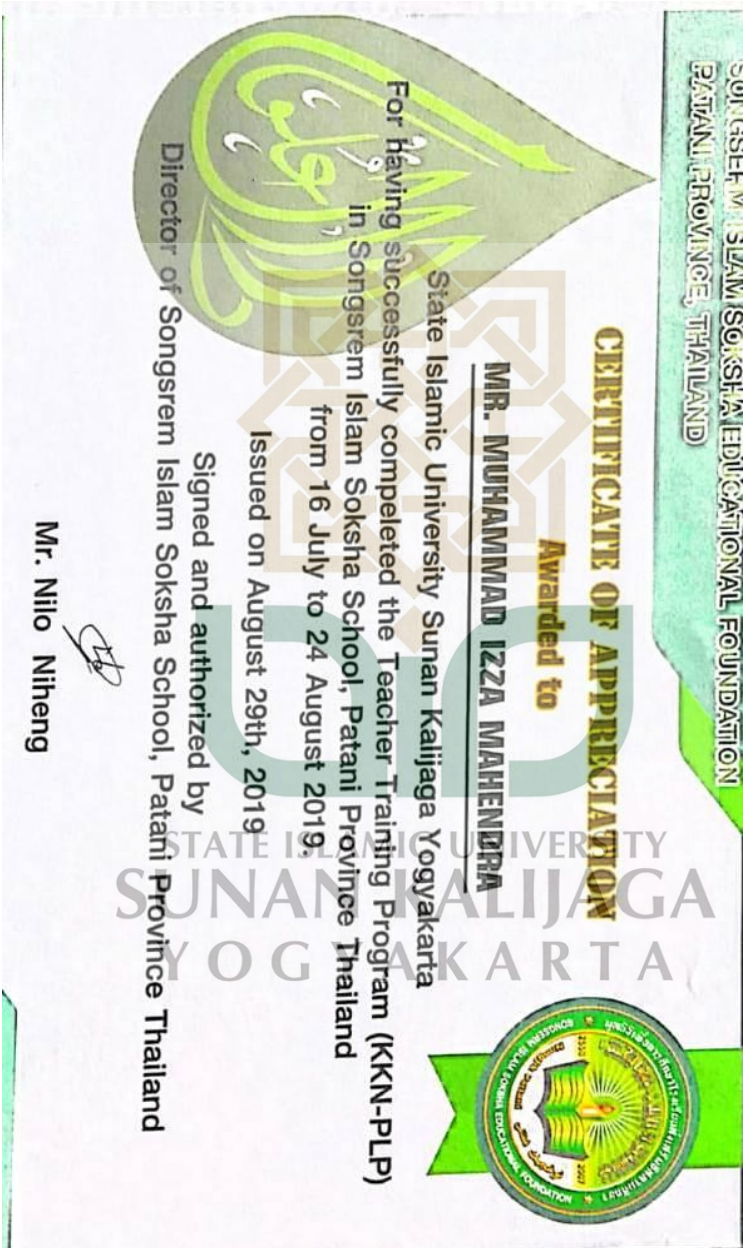 SUNGSERM ISLAM SOKSHA EDUCATIONAL FOUNDATION
PATANI PROVINCE, THAILAND
CERTIFICATE OF APPRECIATION
Awarded to
MR. MUHAMMAD IZZA MAHENDRA
State Islamic University Sunan Kalijaga Yogyakarta
For having successfully compeleted the Teacher Training Program (KKN-PLP)
in Songsrem Islam Soksha School, Patani Province Thailand
from 16 July to 24 August 2019.
Issued on August 29th, 2019
Signed and authorized by
Director of Songsrem Islam Soksha School, Patani Province Thailand
Mr. Nilo Niheng
STATE ISLAMIC UNIVERSITY
SUNAN KALIJAGA
YOGYAKARTA
2550
2007
SONGSERM ISLAM SOKSHA EDUCATIONAL FOUNDATION